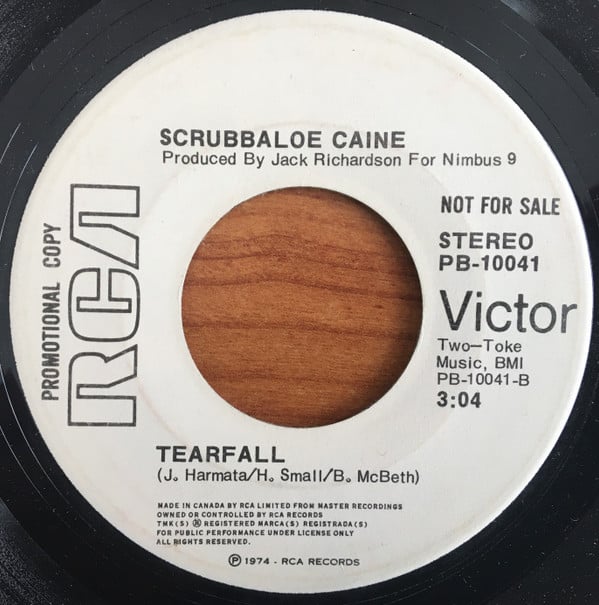 SCRUBBALOE CAINE
Produced By Jack Richardson For Nimbus 9
PROMOTIONAL COPY
RCA
NOT FOR SALE
STEREO
PB-10041
Victor
Two-Toke
Music, BMI
PB-10041-B
3:04
TEARFALL
(J. Harmata/H. Small/B. McBeth)
MADE IN CANADA BY RCA LIMITED FROM MASTER RECORDINGS
OWNED OR CONTROLLED BY RCA RECORDS
TMK(S) ® REGISTERED MARCA(S) REGISTRADA(S)
FOR PUBLIC PERFORMANCE UNDER LICENSE ONLY
ALL RIGHTS RESERVED.
℗ 1974 - RCA RECORDS